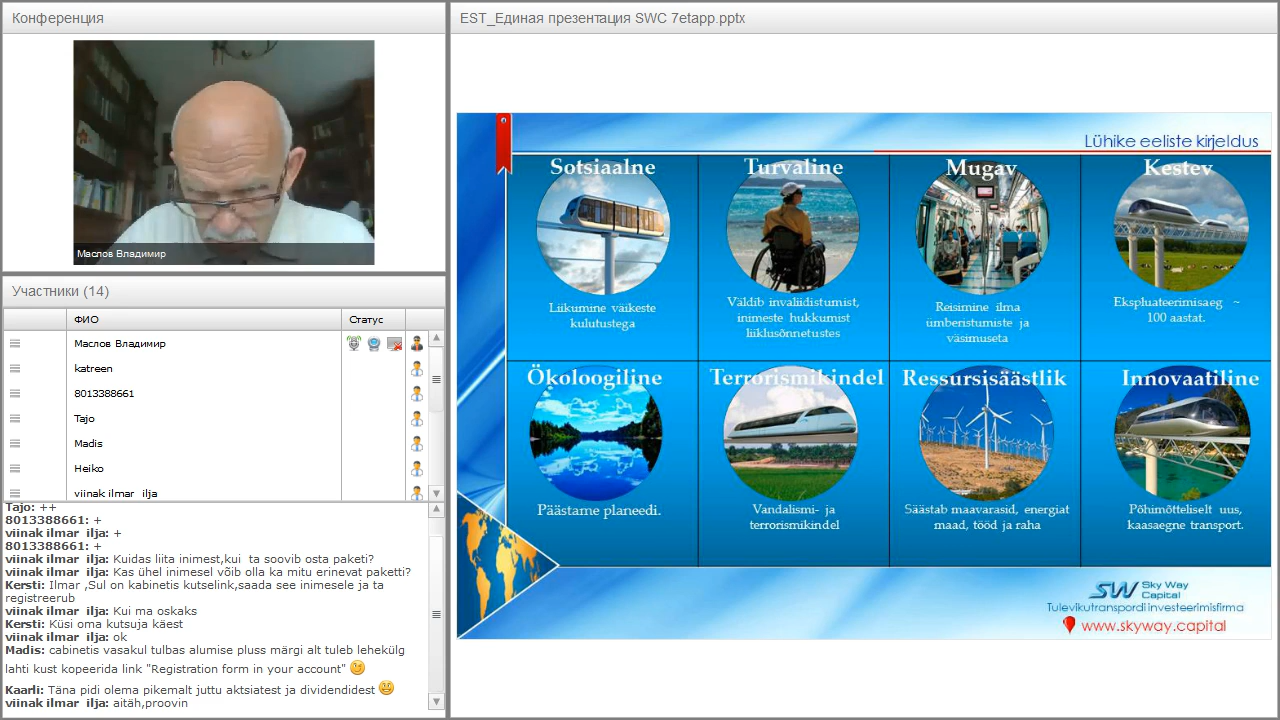 Конференция
Маслов Владимир
Участники (14)
ФИО
Статус
Маслов Владимир
katreen
8013388661
Tajo
Madis
Heiko
viinak ilmar ilja
Tajo: ++
8013388661: +
viinak ilmar ilja: +
8013388661: +
viinak ilmar ilja: Kuidas liita inimest,kui ta soovib osta paketi?
viinak ilmar ilja: Kas ühel inimesel võib olla ka mitu erinevat paketti?
Kersti: Ilmar ,Sul on kabinetis kutselink,saada see inimesele ja ta
registreerub
viinak ilmar ilja: Kui ma oskaks
Kersti: Küsi oma kutsuja käest
viinak ilmar ilja: ok
Madis: cabinetis vasakul tulbas alumise pluss märgi alt tuleb lehekülg
lahti kust kopeerida link "Registration form in your account"
Kaarli: Täna pidi olema pikemalt juttu aktsiatest ja dividendidest
viinak ilmar ilja: aitäh,proovin
EST_Единая презентация SWC 7etapp.pptx
Lühike eeliste kirjeldus
Sotsiaalne
Liikumine väikeste
kulutustega
Turvaline
Väldib invaliidistumist,
inimeste hukkumist
liiklusõnnetustes
Mugav
Reisimine ilma
ümberistumiste ja
väsimuseta
Kestev
Ekspluateerimisaeg ~
100 aastat.
Ökoloogiline
Päästame planeedi.
Terrorismikindel
Vandalismi- ja
terrorismikindel
Ressursisäästlik
Säästab maavarasid, energiat
maad, tööd ja raha
Innovaatiline
Põhimõtteliselt uus,
kaasaegne transport.
SW Sky Way
Capital
Tulevikutranspordi investeerimisfirma
www.skyway.capital